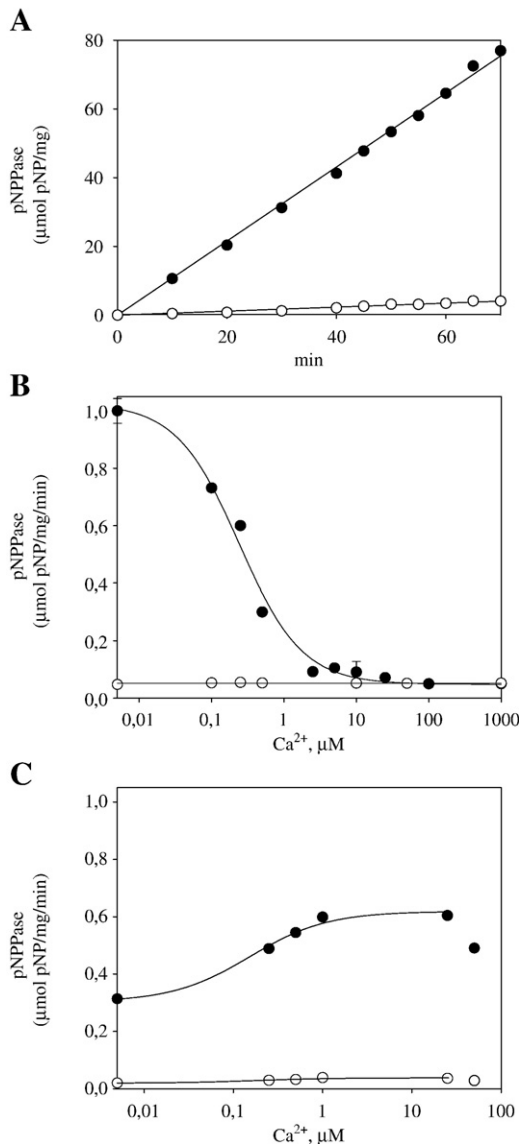 A
pNPPase
(μmol pNP/mg)
80
60
40
20
0
0 20 40 60
min
B
pNPPase
(μmol pNP/mg/min)
1,0
0,8
0,6
0,4
0,2
0,0
0,01 0,1 1 10 100 1000
Ca²⁺, μM
C
pNPPase
(μmol pNP/mg/min)
1,0
0,8
0,6
0,4
0,2
0,0
0,01 0,1 1 10 100
Ca²⁺, μM